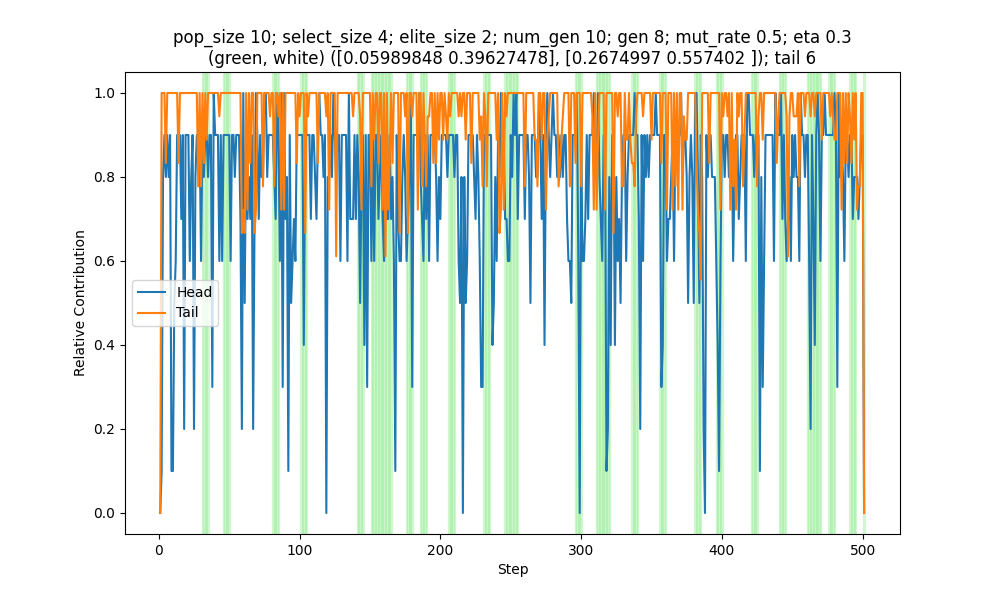 pop_size 10; select_size 4; elite_size 2; num_gen 10; gen 8; mut_rate 0.5; eta 0.3
(green, white) ([0.05989848 0.39627478], [0.2674997 0.557402 ]); tail 6
Relative Contribution
1.0
0.8
0.6
0.4
0.2
0.0
Head
Tail
0
100
200
300
400
500
Step